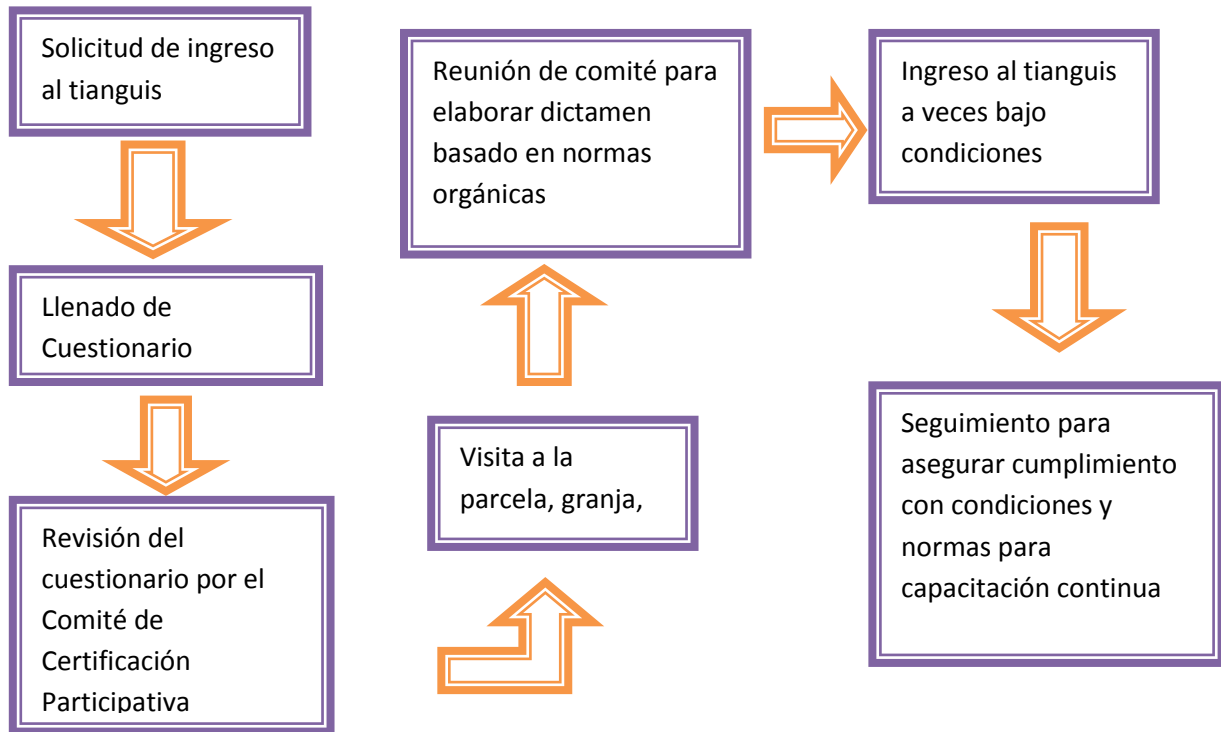 Solicitud de ingreso
al tianguis
Llenado de
Cuestionario
Revisión del
cuestionario por el
Comité de
Certificación
Participativa
Visita a la
parcela, granja,
Reunión de comité para
elaborar dictamen
basado en normas
orgánicas
Ingreso al tianguis
a veces bajo
condiciones
Seguimiento para
asegurar cumplimiento
con condiciones y
normas para
capacitación continua